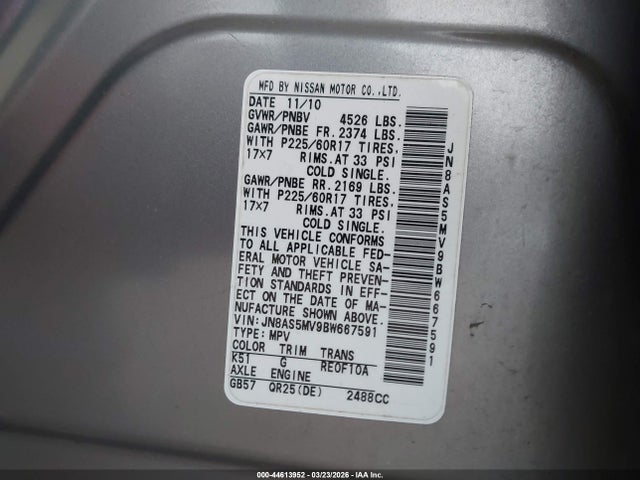 MFD BY NISSAN MOTOR CO.,LTD.
DATE 11/10
GVWR/PNBV 4526 LBS.
GAWR/PNBE FR. 2374 LBS.
WITH P225/60R17 TIRES.
17X7 RIMS.AT 33 PSI
COLD SINGLE.
GAWR/PNBE RR. 2169 LBS.
WITH P225/60R17 TIRES.
17X7 RIMS.AT 33 PSI
COLD SINGLE.
THIS VEHICLE CONFORMS
TO ALL APPLICABLE FED-
ERAL MOTOR VEHICLE SA-
FETY AND THEFT PREVEN-
TION STANDARDS IN EFF-
ECT ON THE DATE OF MA-
NUFACTURE SHOWN ABOVE.
VIN:JN8AS5MV9BW667591
TYPE:MPV
COLOR TRIM TRANS
K51 G RE0F10A
AXLE ENGINE
GB57 QR25(DE) 2488CC
JN8AS5MV9BW667591
000-44613952 - 03/23/2026 - IAA Inc.